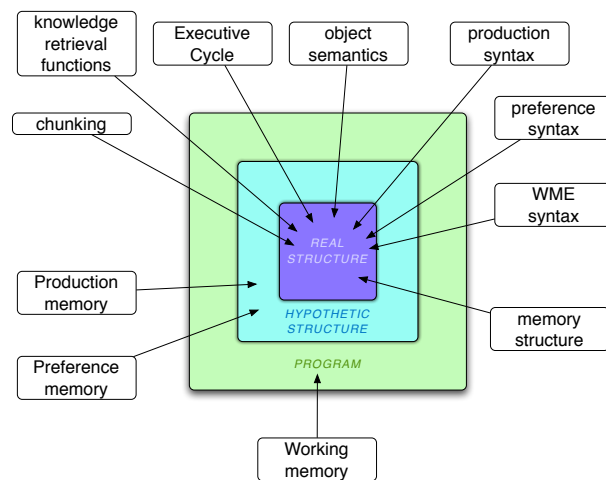 knowledge
retrieval
functions
Executive
Cycle
object
semantics
production
syntax
chunking
preference
syntax
WME
syntax
REAL
STRUCTURE
Production
memory
HYPOTHETIC
STRUCTURE
memory
structure
Preference
memory
PROGRAM
Working
memory